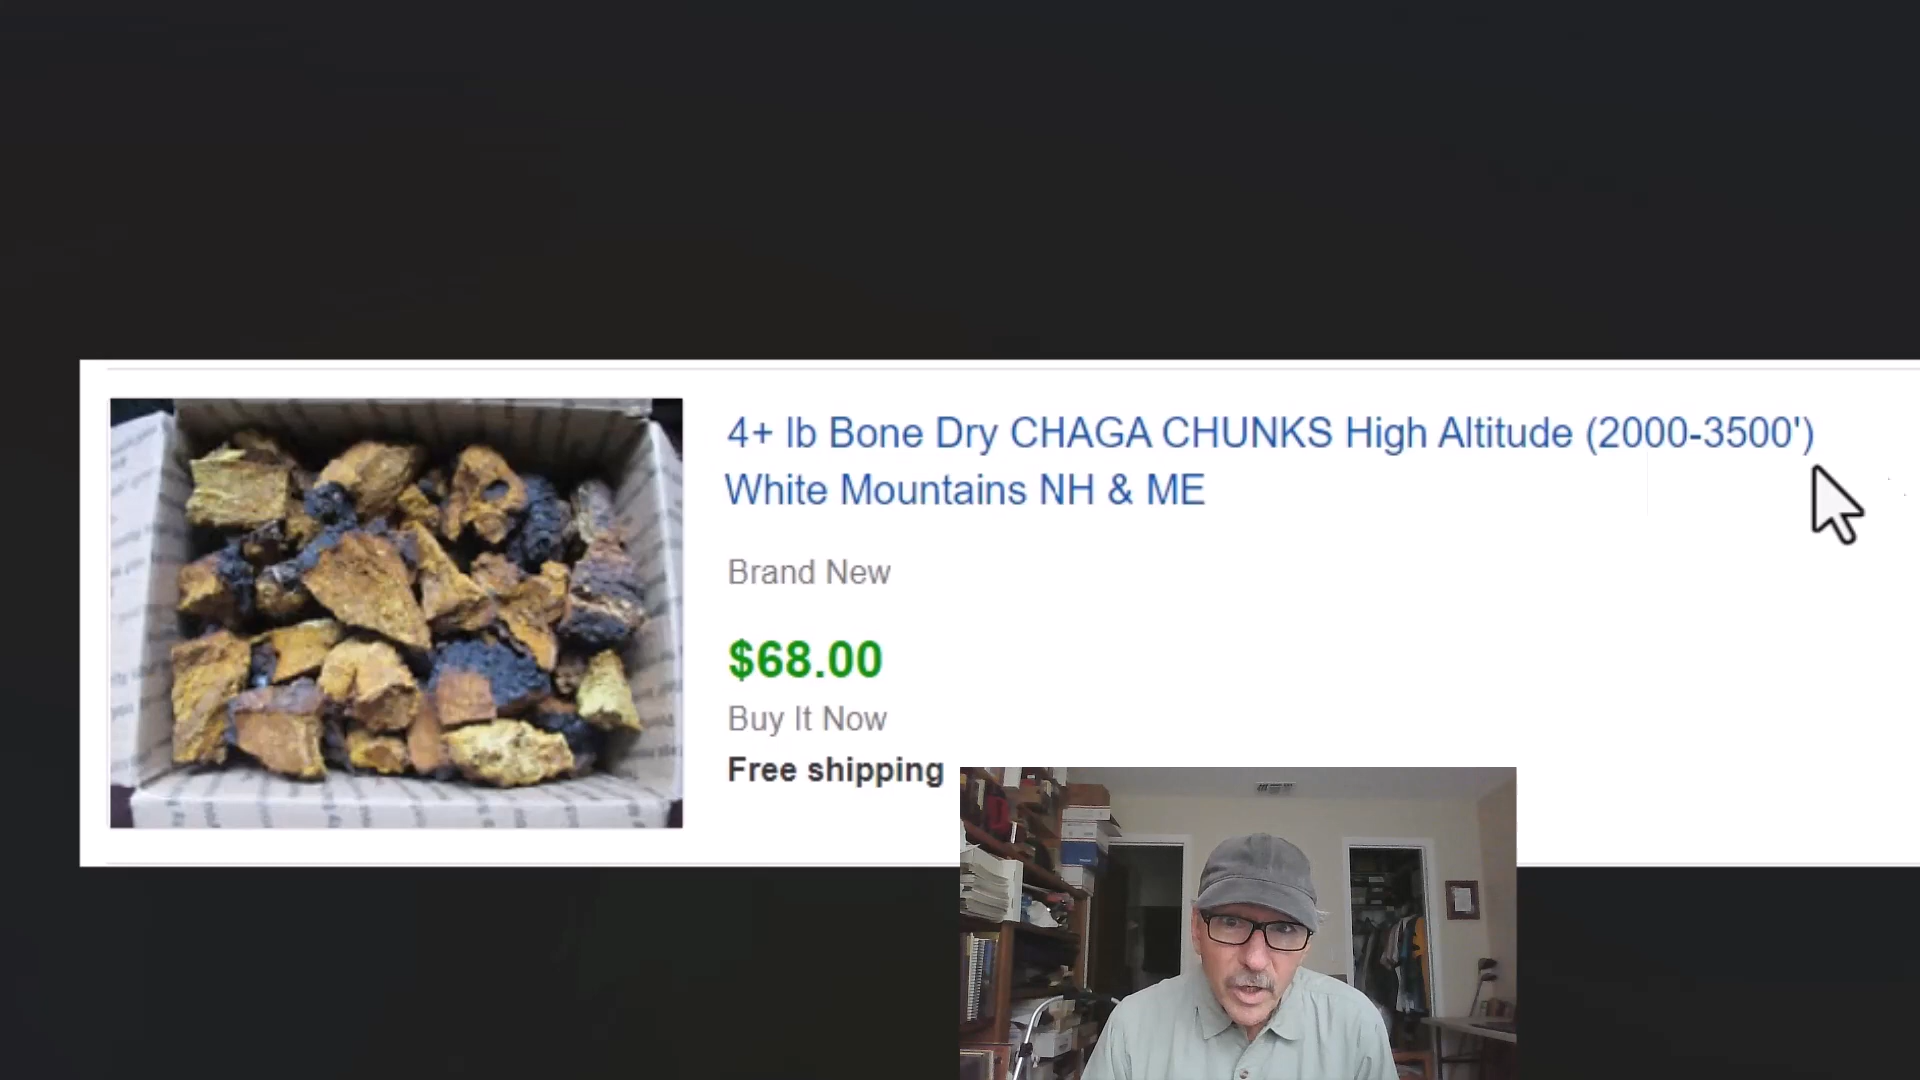 4+ lb Bone Dry CHAGA CHUNKS High Altitude (2000-3500')
White Mountains NH & ME
Brand New
$68.00
Buy It Now
Free shipping